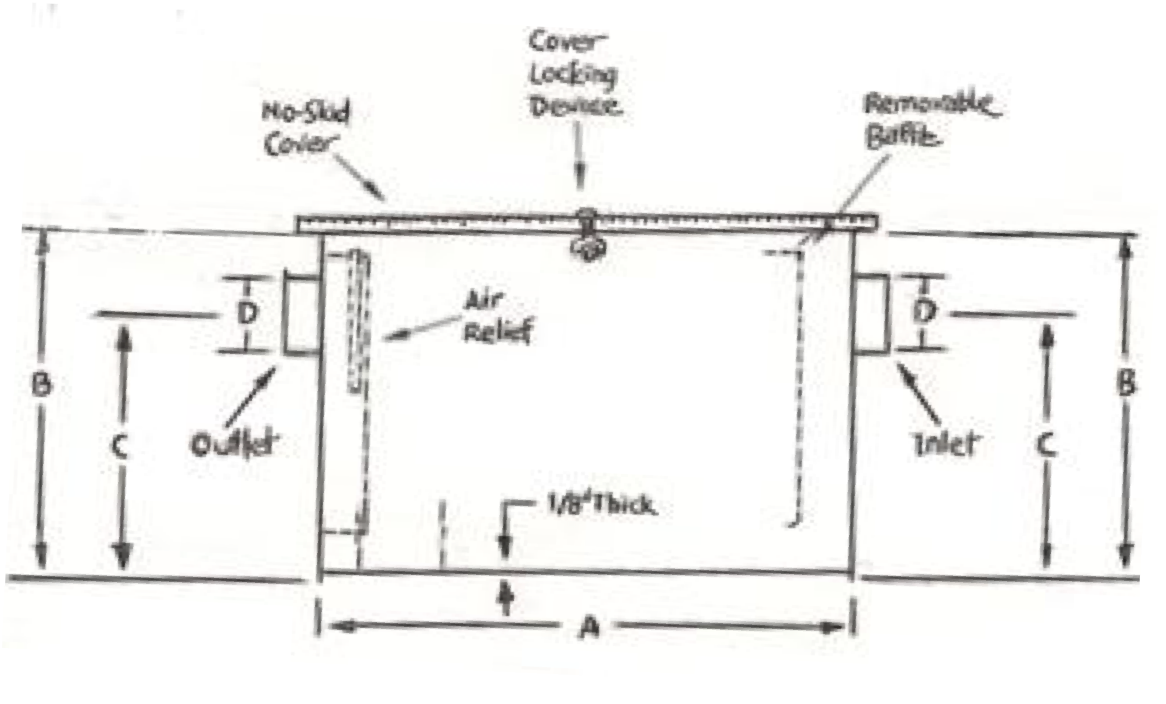 Cover
Locking
Device
No-Skid
Cover
Removable
Baffle
D
Air
Relief
D
B
C
Outlet
Inlet
C
B
1/8" Thick
A